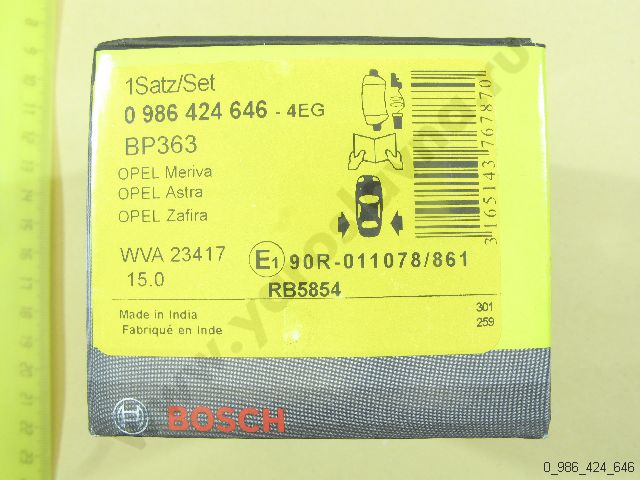 1Satz/Set
0 986 424 646 - 4EG
BP363
OPEL Meriva
OPEL Astra
OPEL Zafira
WVA 23417
15.0
E1 90R-011078/861
RB5854
Made in India
Fabriqué en Inde
301
259
3165143767870
BOSCH
0_986_424_646